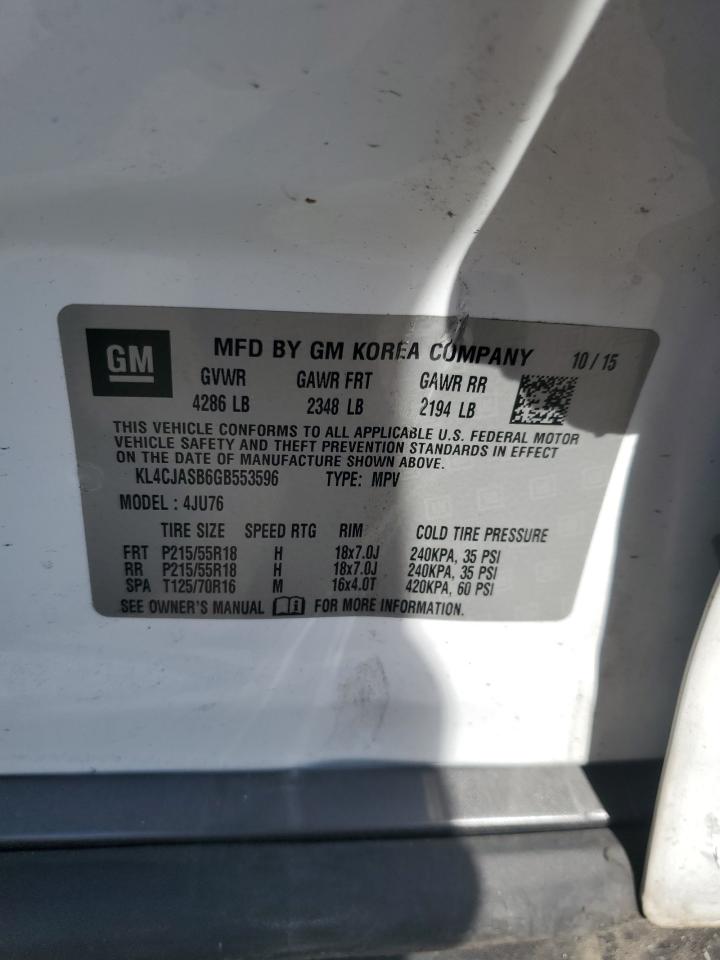 GM MFD BY GM KOREA COMPANY 10 / 15
GVWR GAWR FRT GAWR RR
4286 LB 2348 LB 2194 LB
THIS VEHICLE CONFORMS TO ALL APPLICABLE U.S. FEDERAL MOTOR
VEHICLE SAFETY AND THEFT PREVENTION STANDARDS IN EFFECT
ON THE DATE OF MANUFACTURE SHOWN ABOVE.
KL4CJASB6GB553596 TYPE: MPV
MODEL : 4JU76
TIRE SIZE SPEED RTG RIM COLD TIRE PRESSURE
FRT P215/55R18 H 18x7.0J 240KPA, 35 PSI
RR P215/55R18 H 18x7.0J 240KPA, 35 PSI
SPA T125/70R16 M 16x4.0T 420KPA, 60 PSI
SEE OWNER'S MANUAL FOR MORE INFORMATION.